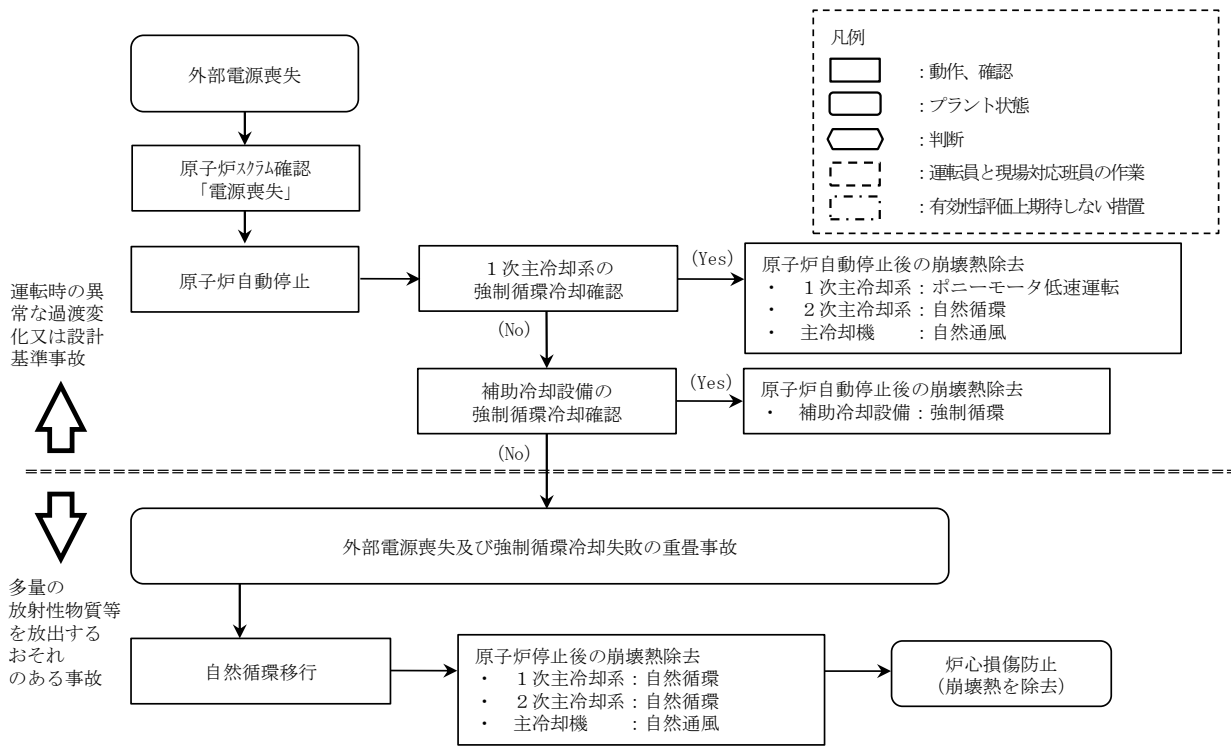 外部電源喪失
原子炉ｽｸﾗﾑ確認
「電源喪失」
原子炉自動停止
１次主冷却系の
強制循環冷却確認
(Yes)
原子炉自動停止後の崩壊熱除去
・　１次主冷却系：ポニーモータ低速運転
・　２次主冷却系：自然循環
・　主冷却機　　：自然通風
(No)
補助冷却設備の
強制循環冷却確認
(Yes)
原子炉自動停止後の崩壊熱除去
・　補助冷却設備：強制循環
(No)
凡例
：動作、確認
：プラント状態
：判断
：運転員と現場対応班員の作業
：有効性評価上期待しない措置
運転時の異
常な過渡変
化又は設計
基準事故
多量の
放射性物質等
を放出する
おそれ
のある事故
外部電源喪失及び強制循環冷却失敗の重畳事故
自然循環移行
原子炉停止後の崩壊熱除去
・　１次主冷却系：自然循環
・　２次主冷却系：自然循環
・　主冷却機　　：自然通風
炉心損傷防止
（崩壊熱を除去）